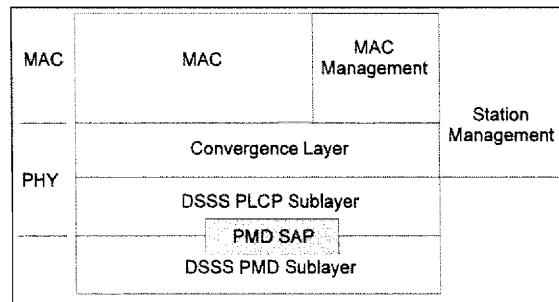 MAC
MAC
MAC
Management
Station
Management
Convergence Layer
PHY
DSSS PLCP Sublayer
PMD SAP
DSSS PMD Sublayer